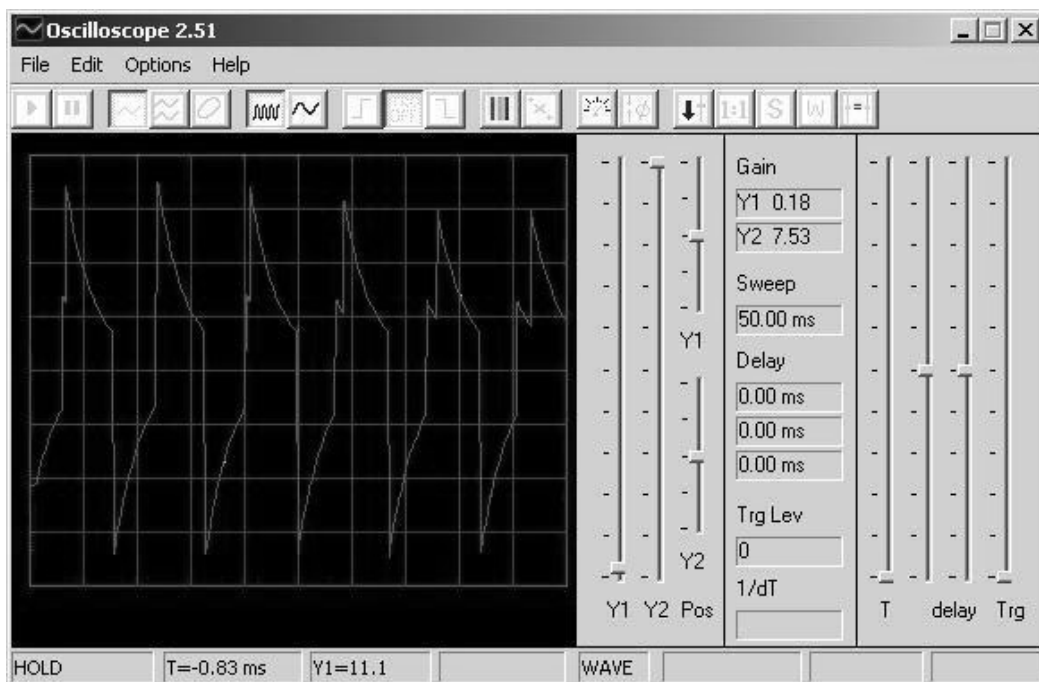 Oscilloscope 2.51
File Edit Options Help
1:1 S W =
Gain
Y1 0.18
Y2 7.53
Sweep
50.00 ms
Delay
0.00 ms
0.00 ms
0.00 ms
Trg Lev
0
1/dT
Y1
Y2
Y1 Y2 Pos
T delay Trg
HOLD T=-0.83 ms Y1=11.1 WAVE